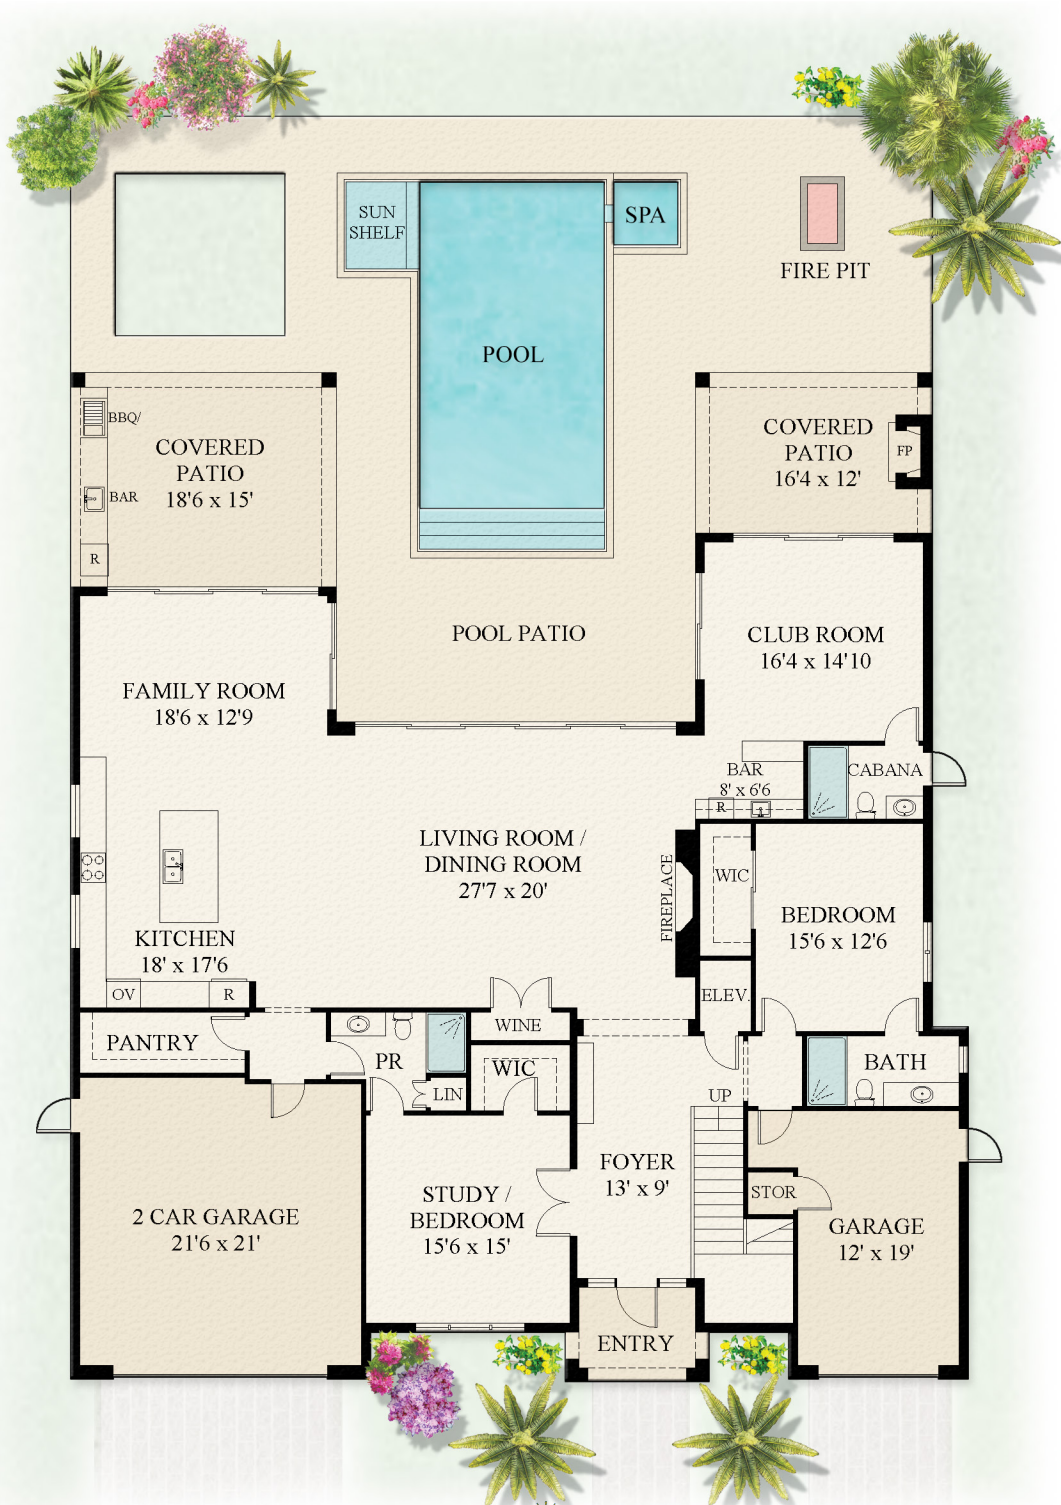 SUN
SHELF
SPA
FIRE PIT
POOL
BBQ/
COVERED
PATIO
18'6 x 15'
BAR
R
COVERED
PATIO
16'4 x 12'
FP
POOL PATIO
CLUB ROOM
16'4 x 14'10
FAMILY ROOM
18'6 x 12'9
BAR
8' x 6'6
R
CABANA
LIVING ROOM /
DINING ROOM
27'7 x 20'
FIREPLACE
WIC
BEDROOM
15'6 x 12'6
KITCHEN
18' x 17'6
OV
R
ELEV.
WINE
PANTRY
PR
WIC
LIN
BATH
UP
FOYER
13' x 9'
STOR
STUDY /
BEDROOM
15'6 x 15'
2 CAR GARAGE
21'6 x 21'
GARAGE
12' x 19'
ENTRY